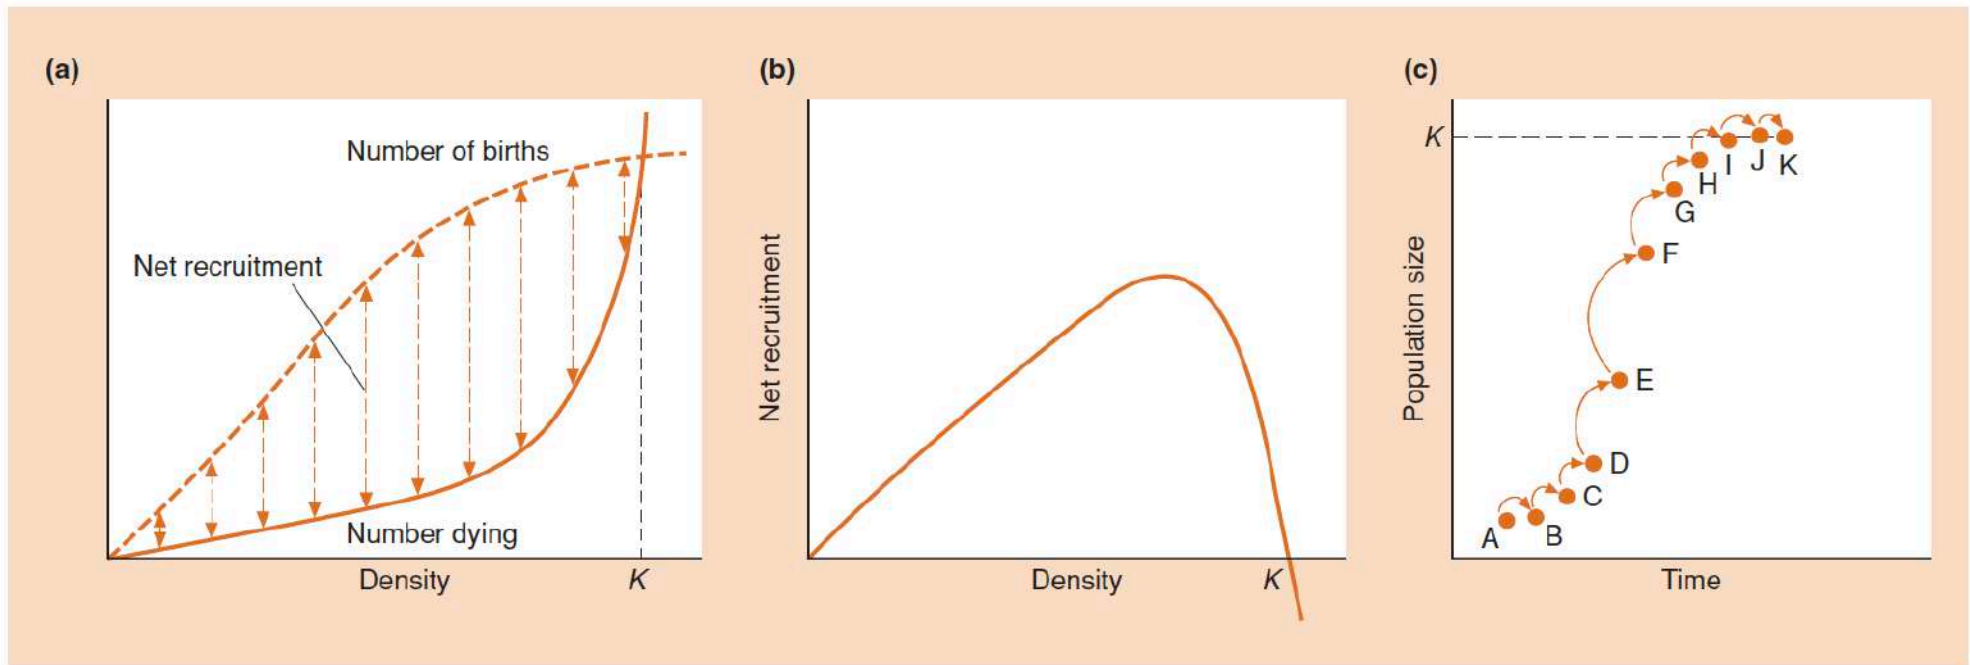 (a)
Number of births
Net recruitment
Number dying
Density
K
(b)
Net recruitment
Density
K
(c)
K
Population size
A
B
C
D
E
F
G
H
I
J
K
Time